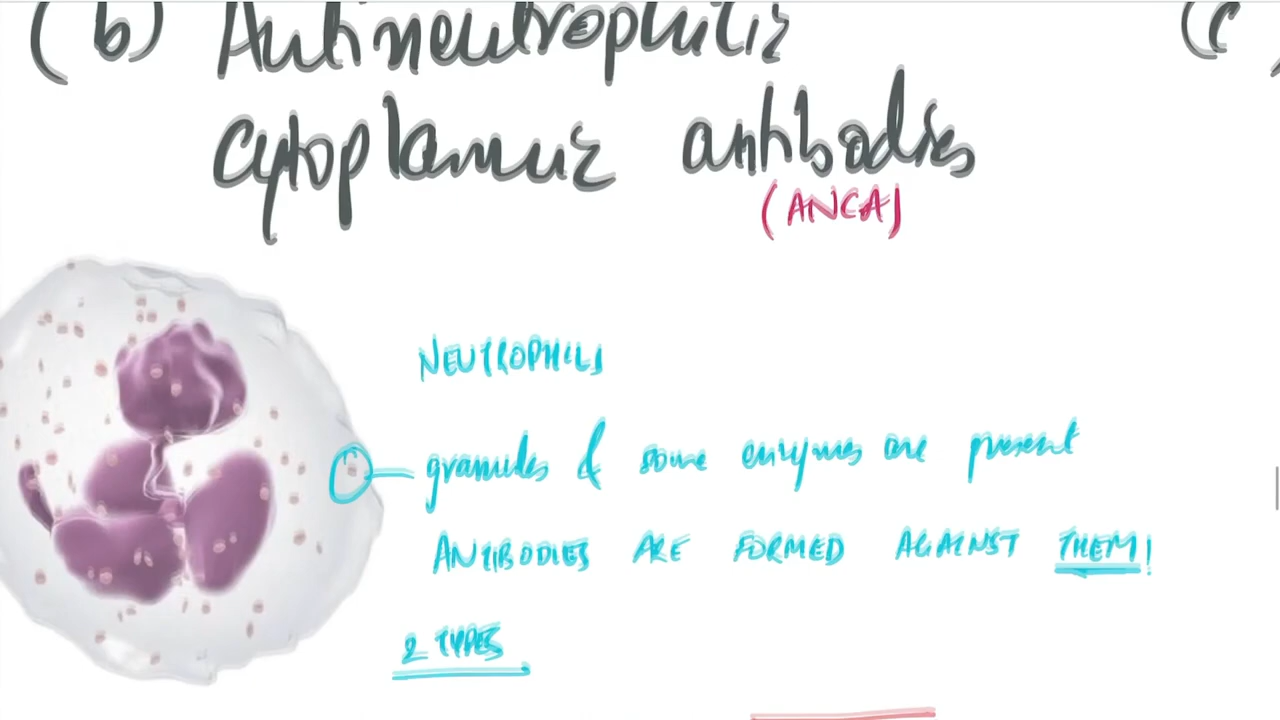 (b) Antineutrophilic
(c
cytoplasmic antibodies
(ANCA)
NEUTROPHILS
granules & some enzymes are present
ANTIBODIES ARE FORMED AGAINST THEM!
2 TYPES